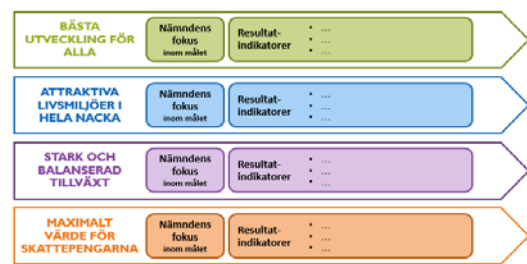 BÄSTA
UTVECKLING FÖR
ALLA
Nämndens
fokus
inom målet
Resultat-
indikatorer
• ...
• ...
• ...
ATTRAKTIVA
LIVSMILJÖER I
HELA NACKA
Nämndens
fokus
inom målet
Resultat-
indikatorer
• ...
• ...
• ...
STARK OCH
BALANSERAD
TILLVÄXT
Nämndens
fokus
inom målet
Resultat-
indikatorer
• ...
• ...
• ...
MAXIMALT
VÄRDE FÖR
SKATTEPENGARNA
Nämndens
fokus
inom målet
Resultat-
indikatorer
• ...
• ...
• ...